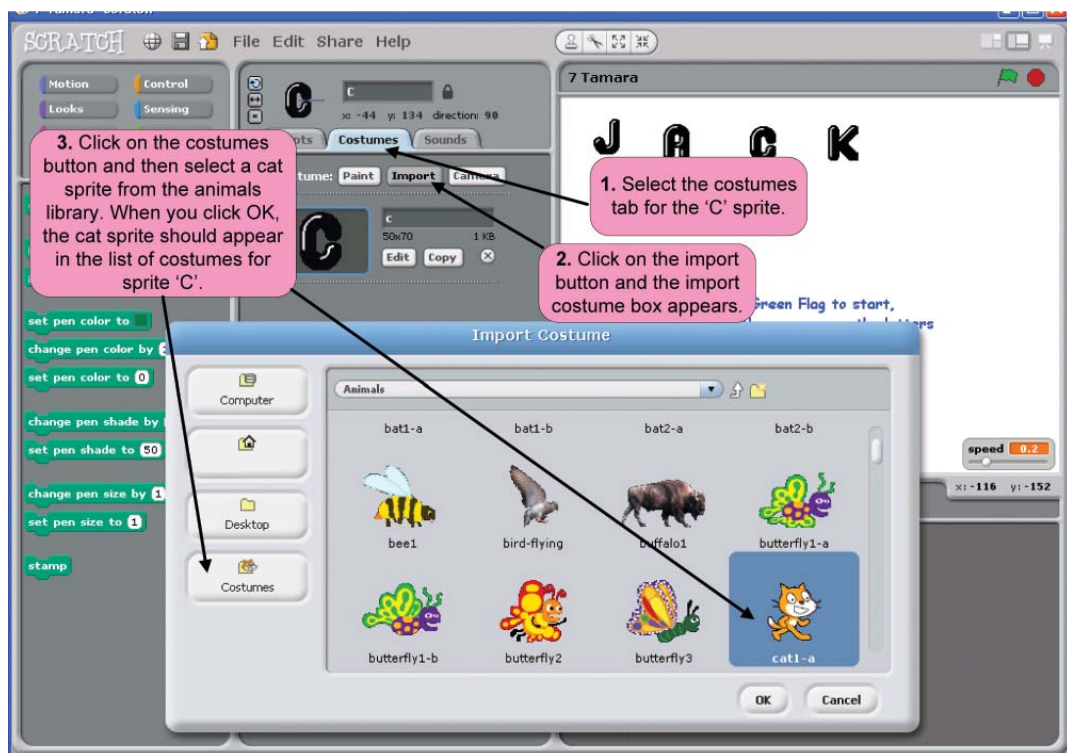 SCRATCH File Edit Share Help
Motion Control
Looks Sensing
C
x: -44 y: 134 direction: 90
Costumes Sounds
Paint Import Camera
C
50x70 1 KB
Edit Copy
7 Tamara
J A C K
3. Click on the costumes
button and then select a cat
sprite from the animals
library. When you click OK,
the cat sprite should appear
in the list of costumes for
sprite ‘C’.
1. Select the costumes
tab for the ‘C’ sprite.
2. Click on the import
button and the import
costume box appears.
Green Flag to start,
set pen color to
change pen color by
set pen color to 0
change pen shade by
set pen shade to 50
change pen size by 1
set pen size to 1
stamp
speed 0.2
x: -116 y: -152
Import Costume
Computer
Desktop
Costumes
Animals
bat1-a bat1-b bat2-a bat2-b
bee1 bird-flying buffalo1 butterfly1-a
butterfly1-b butterfly2 butterfly3 cat1-a
OK Cancel